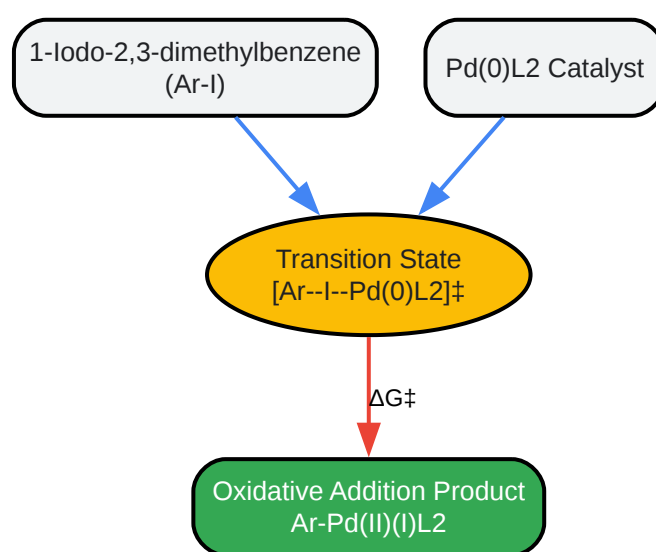 1-Iodo-2,3-dimethylbenzene
(Ar-I)
Pd(0)L2 Catalyst
Transition State
[Ar--I--Pd(0)L2]‡
ΔG‡
Oxidative Addition Product
Ar-Pd(II)(I)L2